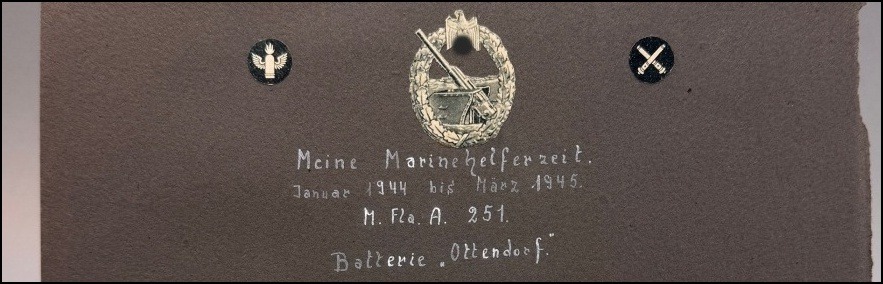 Meine Marinehelferzeit.
Januar 1944 bis März 1945.
M. Fla. A. 251.
Batterie „Ottendorf."